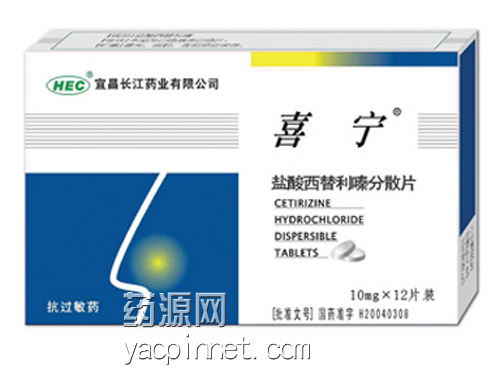 HEC® 宜昌长江药业有限公司
喜宁®
盐酸西替利嗪分散片
CETIRIZINE
HYDROCHLORIDE
DISPERSIBLE
TABLETS
10mg×12片装
[批准文号] 国药准字 H20040308
抗过敏药
药源网
yaopinnet.com